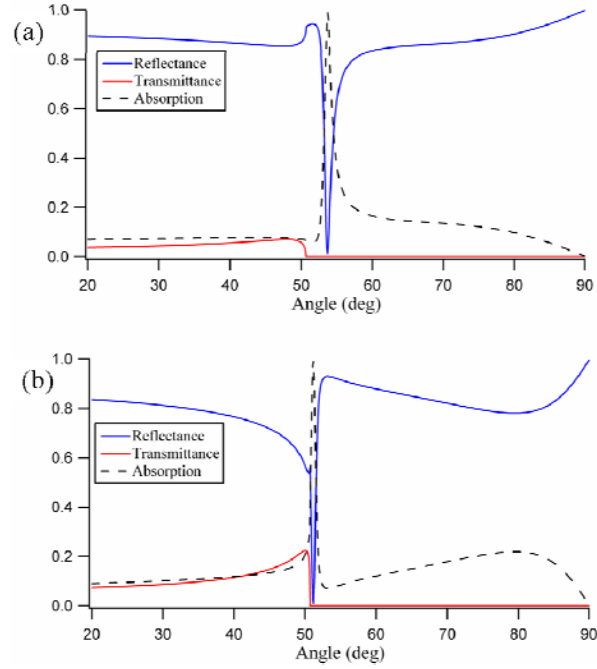 (a)
1.0
0.8
0.6
0.4
0.2
0.0
Reflectance
Transmittance
Absorption
20 30 40 50 60 70 80 90
Angle (deg)
(b)
1.0
0.8
0.6
0.4
0.2
0.0
Reflectance
Transmittance
Absorption
20 30 40 50 60 70 80 90
Angle (deg)